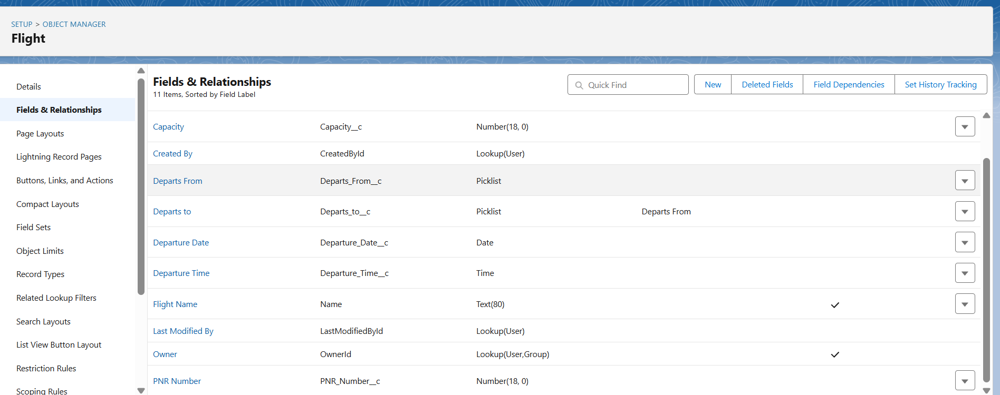 SETUP > OBJECT MANAGER
Flight
Details
Fields & Relationships
Page Layouts
Lightning Record Pages
Buttons, Links, and Actions
Compact Layouts
Field Sets
Object Limits
Record Types
Related Lookup Filters
Search Layouts
List View Button Layout
Restriction Rules
Scoping Rules
Fields & Relationships
11 Items, Sorted by Field Label
Quick Find
New
Deleted Fields
Field Dependencies
Set History Tracking
Capacity Capacity__c Number(18, 0)
Created By CreatedById Lookup(User)
Departs From Departs_From__c Picklist
Departs to Departs_to__c Picklist Departs From
Departure Date Departure_Date__c Date
Departure Time Departure_Time__c Time
Flight Name Name Text(80)
Last Modified By LastModifiedById Lookup(User)
Owner OwnerId Lookup(User,Group)
PNR Number PNR_Number__c Number(18, 0)